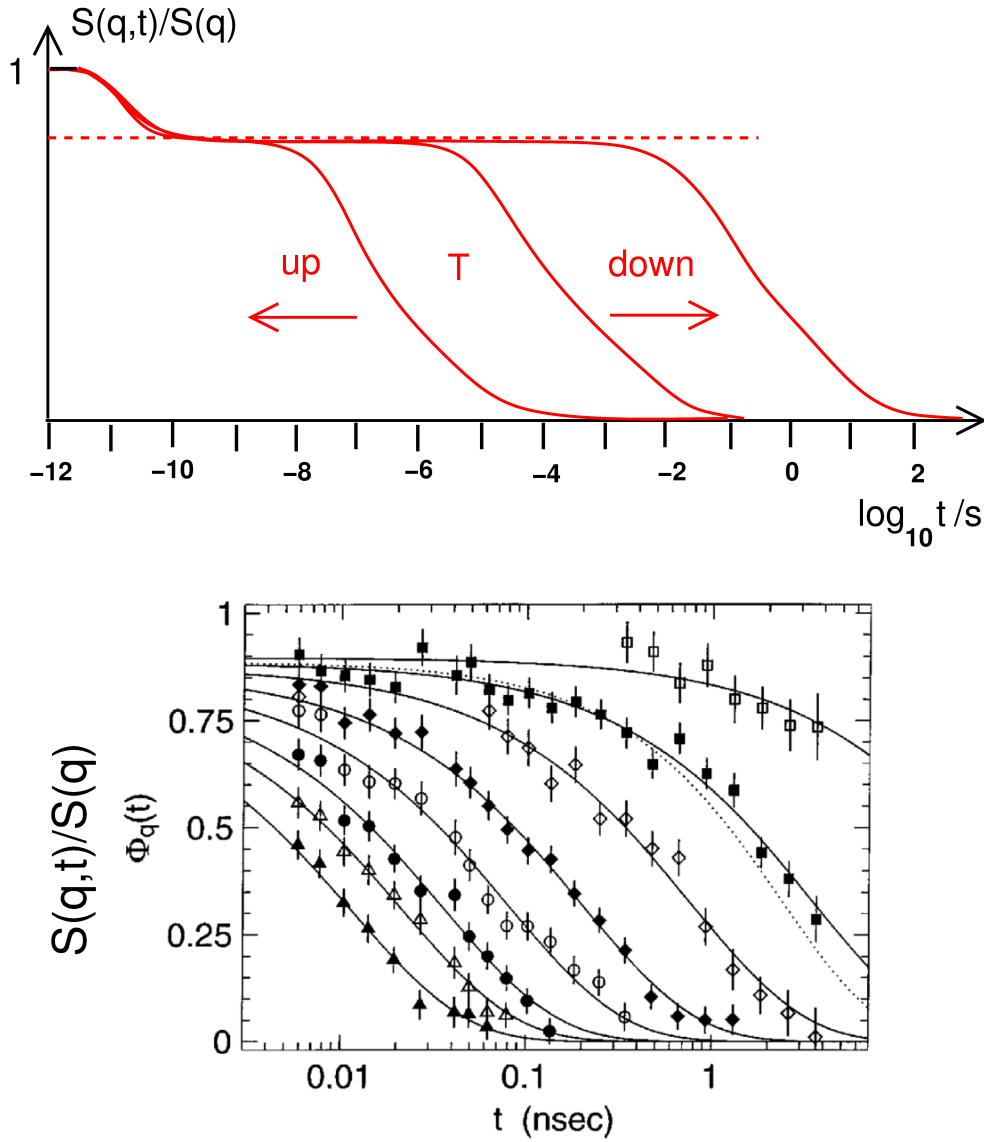 S(q,t)/S(q)
1
up T down
−12 −10 −8 −6 −4 −2 0 2
log₁₀ t /s
S(q,t)/S(q)
Φq(t)
1
0.75
0.5
0.25
0
0.01 0.1 1
t (nsec)